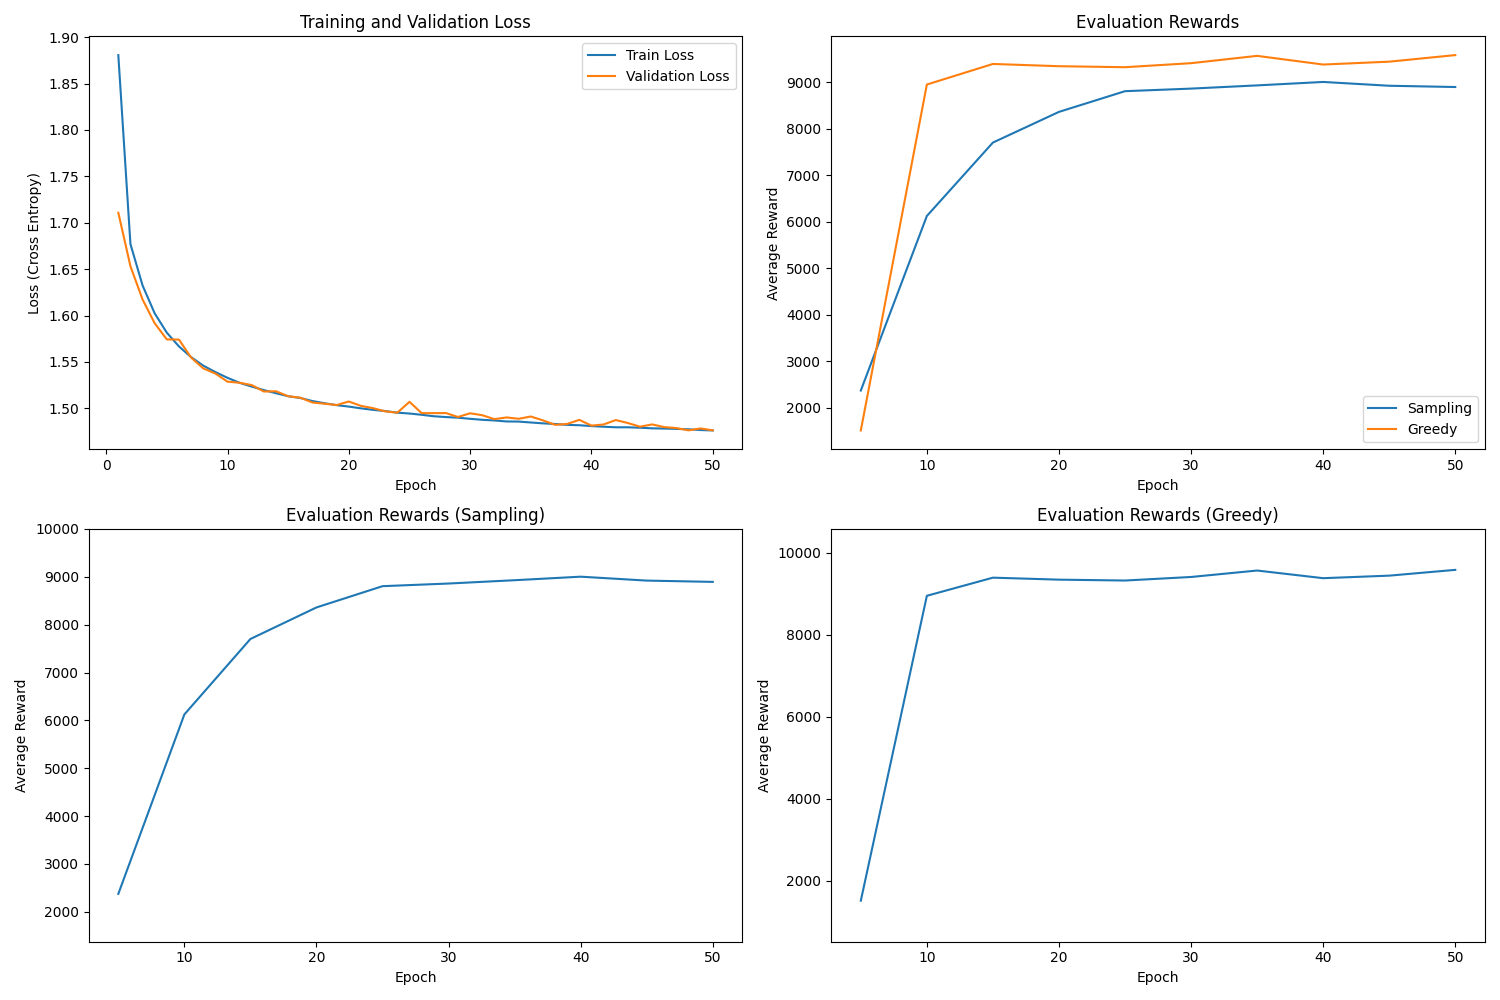 Training and Validation Loss
Train Loss
Validation Loss
Loss (Cross Entropy)
1.90
1.85
1.80
1.75
1.70
1.65
1.60
1.55
1.50
0 10 20 30 40 50
Epoch
Evaluation Rewards
Average Reward
9000
8000
7000
6000
5000
4000
3000
2000
Sampling
Greedy
10 20 30 40 50
Epoch
Evaluation Rewards (Sampling)
Average Reward
10000
9000
8000
7000
6000
5000
4000
3000
2000
10 20 30 40 50
Epoch
Evaluation Rewards (Greedy)
Average Reward
10000
8000
6000
4000
2000
10 20 30 40 50
Epoch